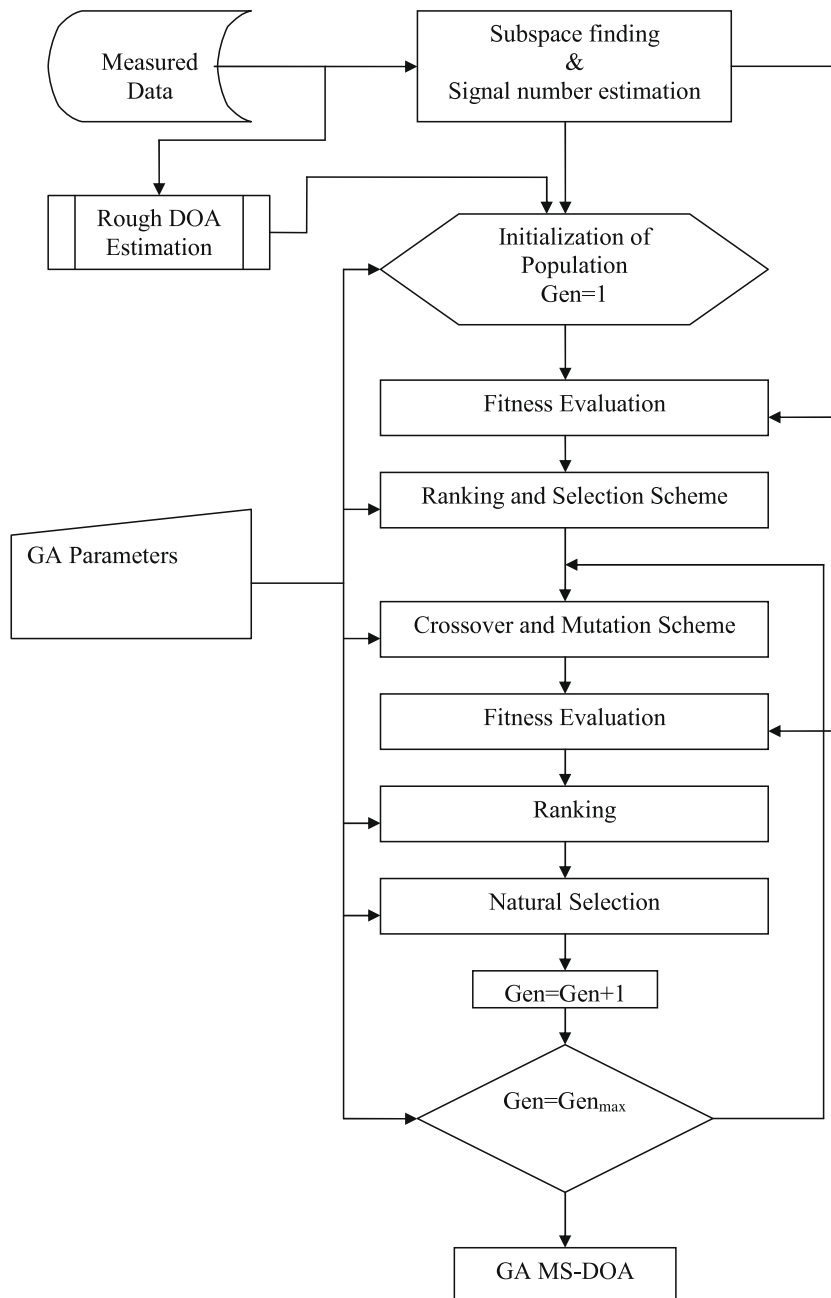 Measured
Data
Subspace finding
&
Signal number estimation
Rough DOA
Estimation
Initialization of
Population
Gen=1
Fitness Evaluation
Ranking and Selection Scheme
GA Parameters
Crossover and Mutation Scheme
Fitness Evaluation
Ranking
Natural Selection
Gen=Gen+1
Gen=Genmax
GA MS-DOA